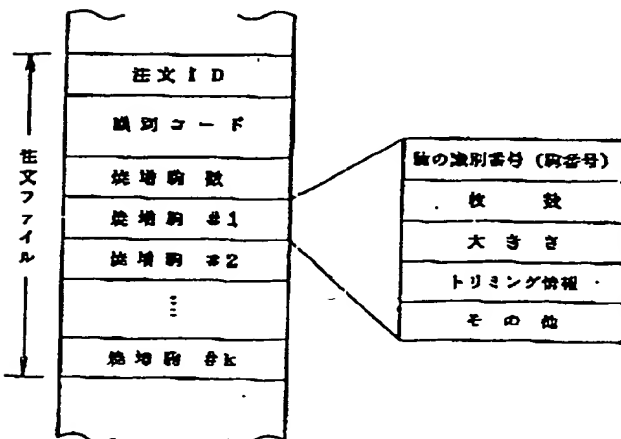 注文ファイル
注文ID
識別コード
焼増駒数
焼増駒 #1
焼増駒 #2
⋮
焼増駒 #k
駒の識別番号(駒番号)
枚数
大きさ
トリミング情報
その他